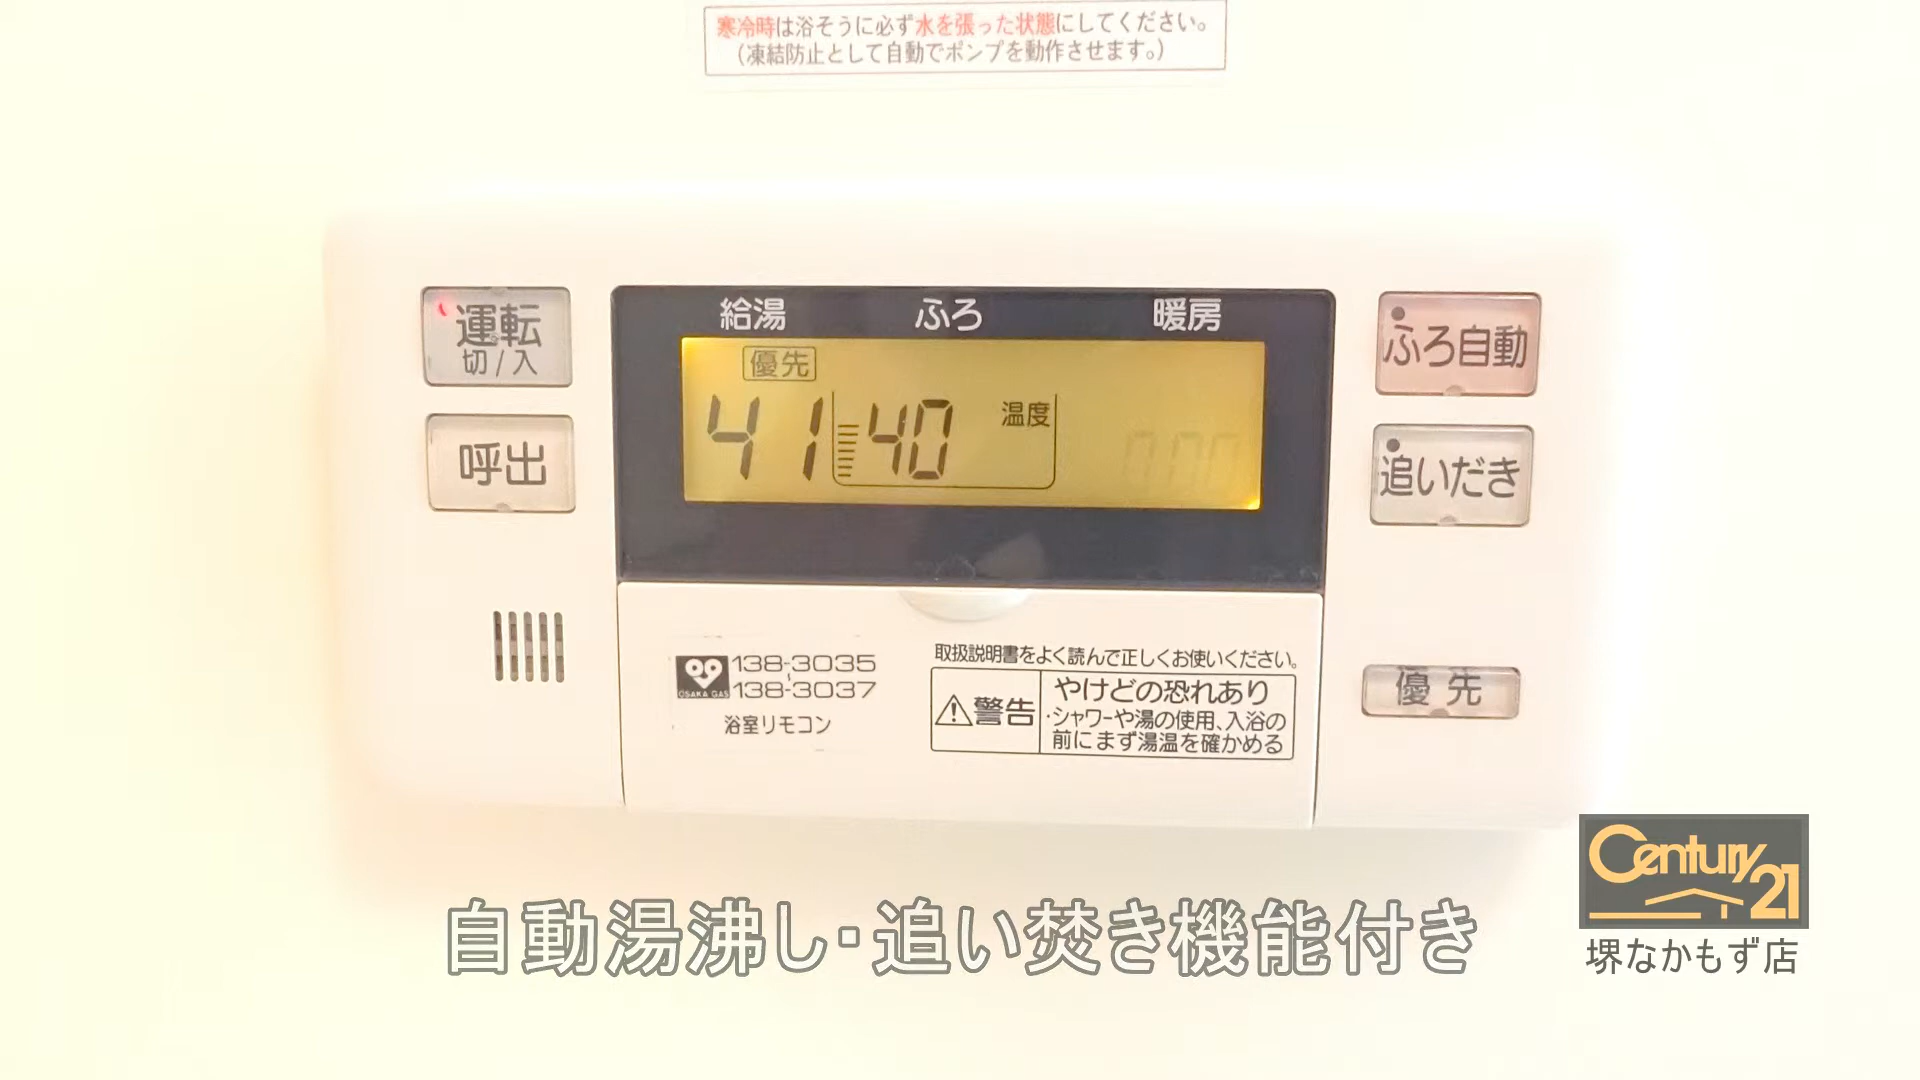 寒冷時は浴そうに必ず水を張った状態にしてください。
（凍結防止として自動でポンプを動作させます。）
給湯 ふろ 暖房
運転
切/入
呼出
優先
41 40 温度
ふろ自動
追いだき
優先
OSAKA GAS
138-3035
138-3037
浴室リモコン
取扱説明書をよく読んで正しくお使いください。
警告
やけどの恐れあり
・シャワーや湯の使用、入浴の
前にまず湯温を確かめる
自動湯沸し・追い焚き機能付き
Century 21
堺なかもず店